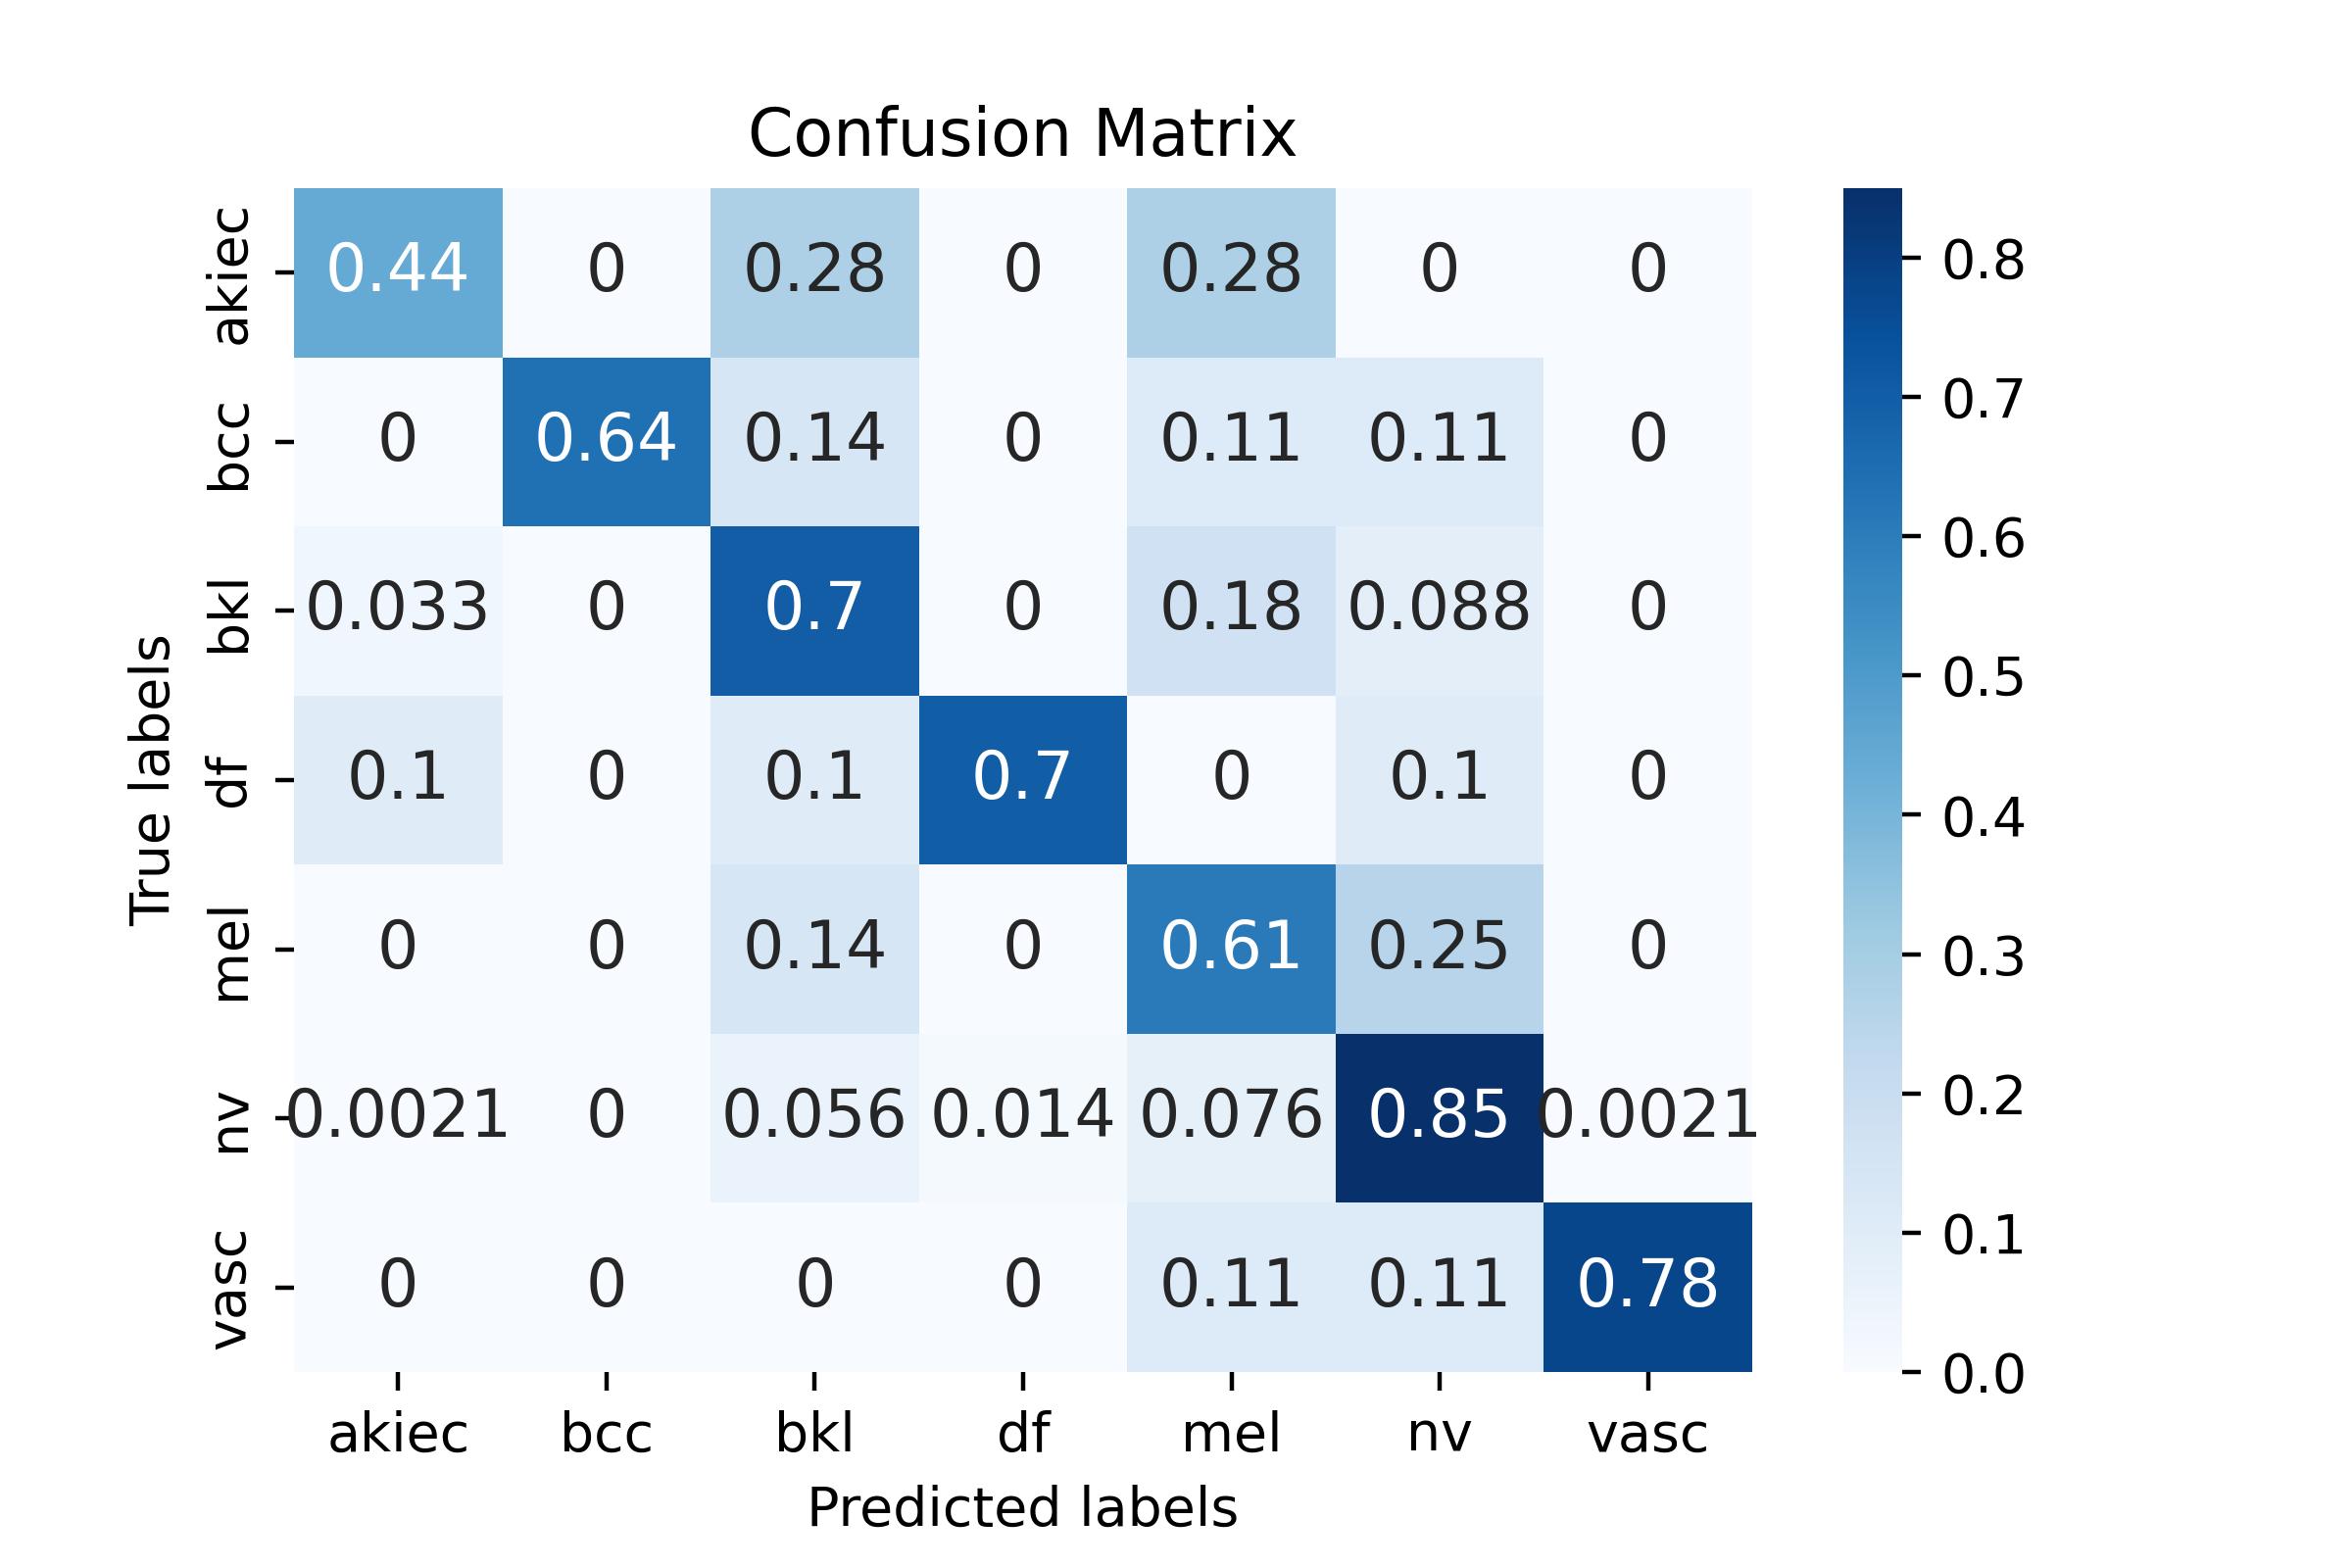 Confusion Matrix
True labels
akiec 0.44 0 0.28 0 0.28 0 0
bcc 0 0.64 0.14 0 0.11 0.11 0
bkl 0.033 0 0.7 0 0.18 0.088 0
df 0.1 0 0.1 0.7 0 0.1 0
mel 0 0 0.14 0 0.61 0.25 0
nv 0.0021 0 0.056 0.014 0.076 0.85 0.0021
vasc 0 0 0 0 0.11 0.11 0.78
akiec bcc bkl df mel nv vasc
Predicted labels
0.8
0.7
0.6
0.5
0.4
0.3
0.2
0.1
0.0